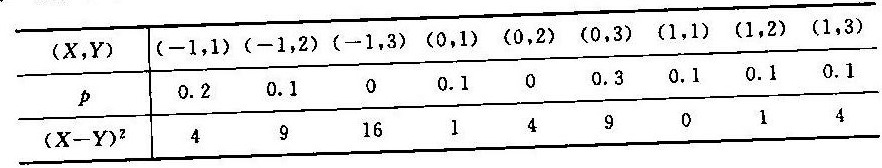 (X,Y) (-1,1) (-1,2) (-1,3) (0,1) (0,2) (0,3) (1,1) (1,2) (1,3)
p 0.2 0.1 0 0.1 0 0.3 0.1 0.1 0.1
(X-Y)² 4 9 16 1 4 9 0 1 4